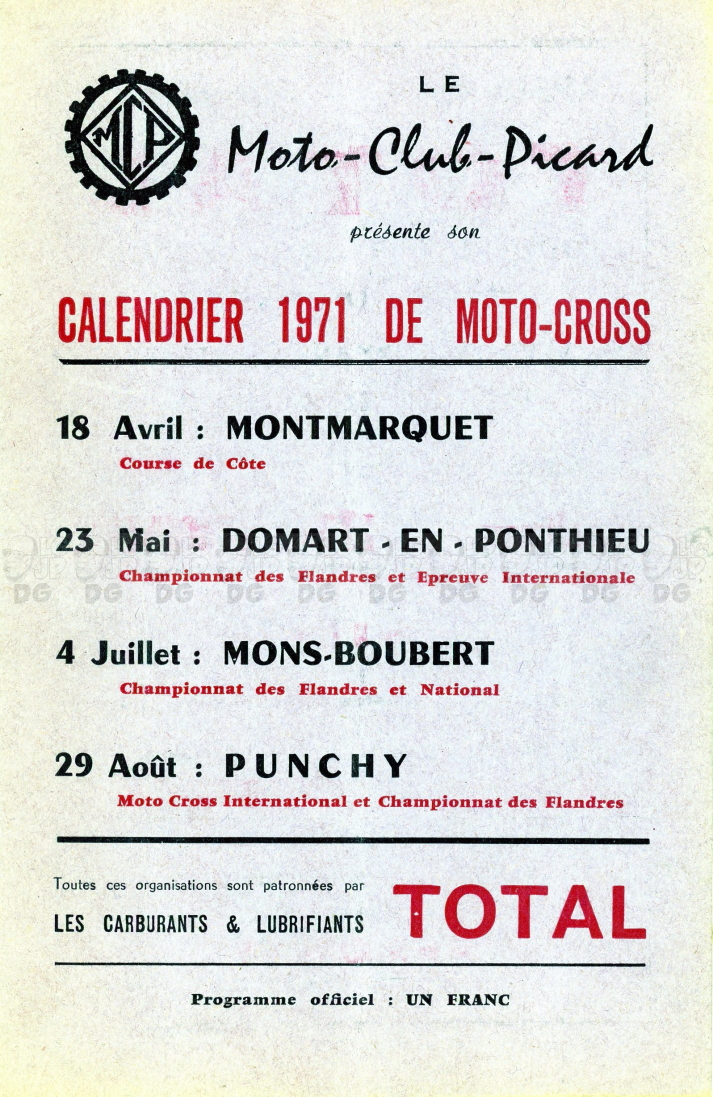 MCP
LE
Moto-Club-Picard
présente son
CALENDRIER 1971 DE MOTO-CROSS
18 Avril : MONTMARQUET
Course de Côte
23 Mai : DOMART-EN-PONTHIEU
Championnat des Flandres et Epreuve Internationale
4 Juillet : MONS-BOUBERT
Championnat des Flandres et National
29 Août : PUNCHY
Moto Cross International et Championnat des Flandres
Toutes ces organisations sont patronnées par
LES CARBURANTS & LUBRIFIANTS
TOTAL
Programme officiel : UN FRANC